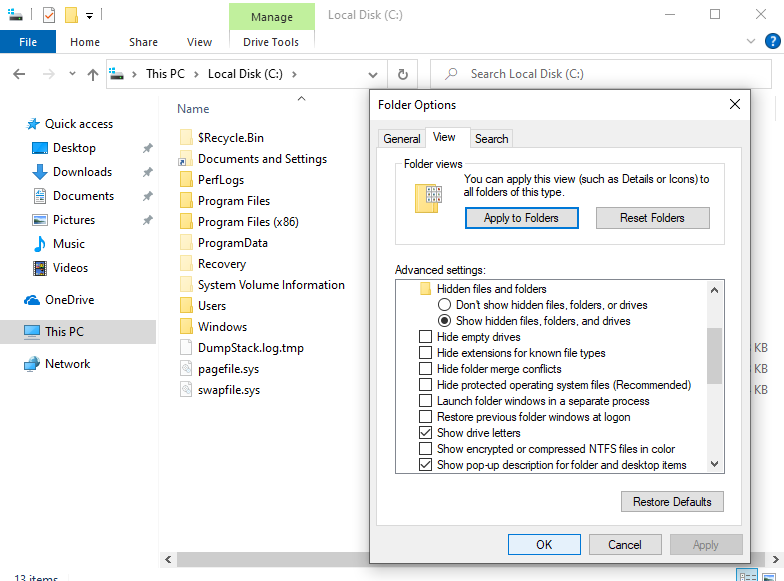 Manage
Local Disk (C:)
File
Home
Share
View
Drive Tools
?
This PC > Local Disk (C:) >
Search Local Disk (C:)
Quick access
Desktop
Downloads
Documents
Pictures
Music
Videos
OneDrive
This PC
Network
Name
$Recycle.Bin
Documents and Settings
PerfLogs
Program Files
Program Files (x86)
ProgramData
Recovery
System Volume Information
Users
Windows
DumpStack.log.tmp
pagefile.sys
swapfile.sys
KB
KB
KB
Folder Options
General
View
Search
Folder views
You can apply this view (such as Details or Icons) to
all folders of this type.
Apply to Folders
Reset Folders
Advanced settings:
Hidden files and folders
Don't show hidden files, folders, or drives
Show hidden files, folders, and drives
Hide empty drives
Hide extensions for known file types
Hide folder merge conflicts
Hide protected operating system files (Recommended)
Launch folder windows in a separate process
Restore previous folder windows at logon
Show drive letters
Show encrypted or compressed NTFS files in color
Show pop-up description for folder and desktop items
Restore Defaults
OK
Cancel
Apply
13 items